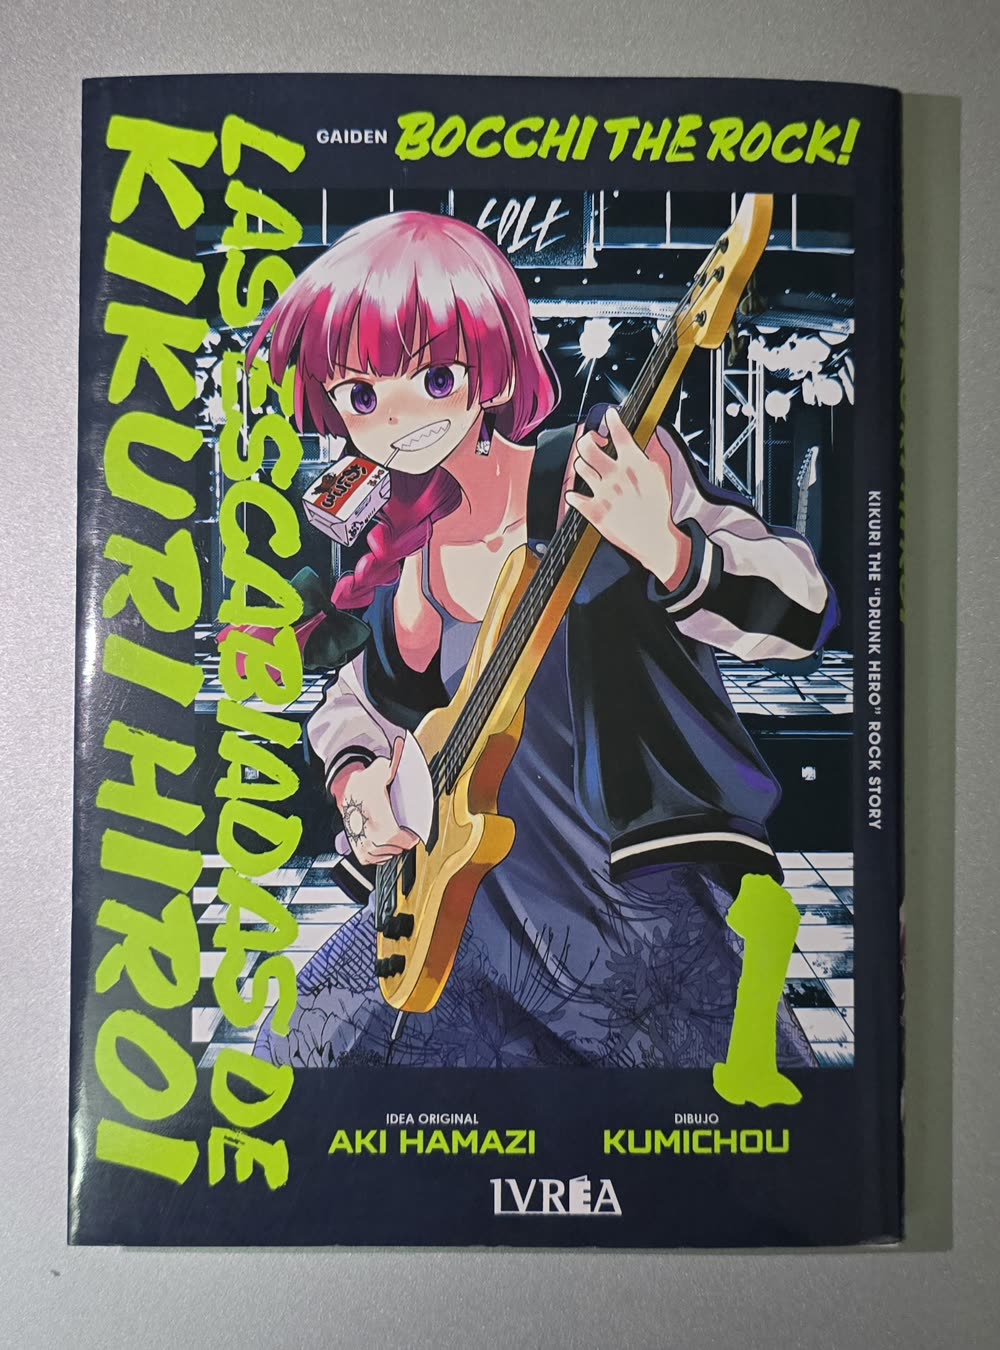 GAIDEN BOCCHI THE ROCK!
LAS ESCABIADAS DE
KIKURI HIROI
KIKURI THE "DRUNK HERO" ROCK STORY
1
IDEA ORIGINAL
AKI HAMAZI
DIBUJO
KUMICHOU
IVREA